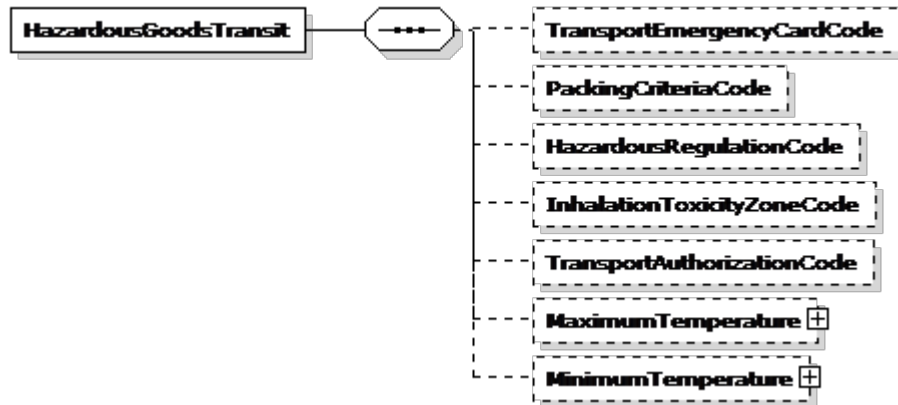 HazardousGoodsTransit
TransportEmergencyCardCode
PackingCriteriaCode
HazardousRegulationCode
InhalationToxicityZoneCode
TransportAuthorizationCode
MaximumTemperature
MinimumTemperature